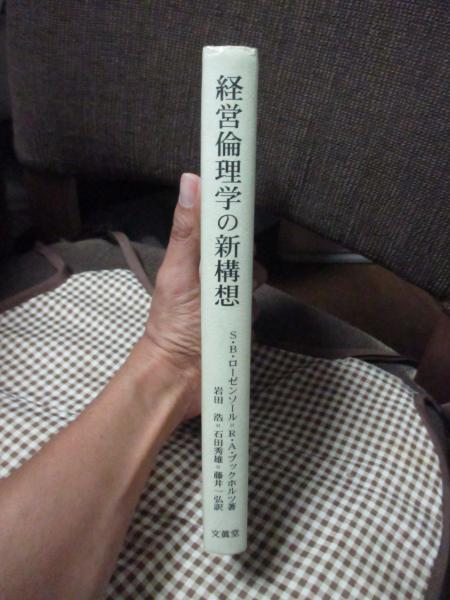 経営倫理学の新構想
S・B・ローゼンソール=R・A・ブックホルツ著
岩田 浩=石田秀雄=藤井一弘訳
文眞堂